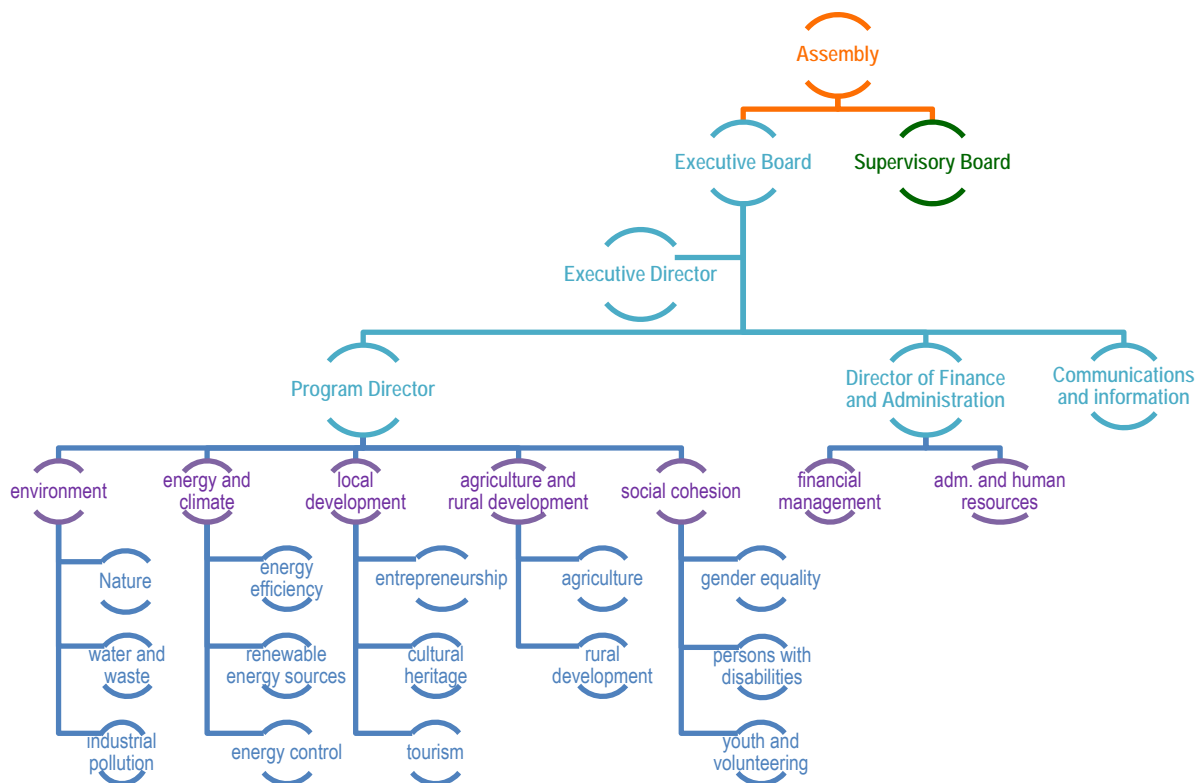 Assembly
Executive Board
Supervisory Board
Executive Director
Program Director
Director of Finance
and Administration
Communications
and information
environment
energy and
climate
local
development
agriculture and
rural development
social cohesion
financial
management
adm. and human
resources
Nature
energy
efficiency
entrepreneurship
agriculture
gender equality
water and
waste
renewable
energy sources
cultural
heritage
rural
development
persons with
disabilities
industrial
pollution
energy control
tourism
youth and
volunteering